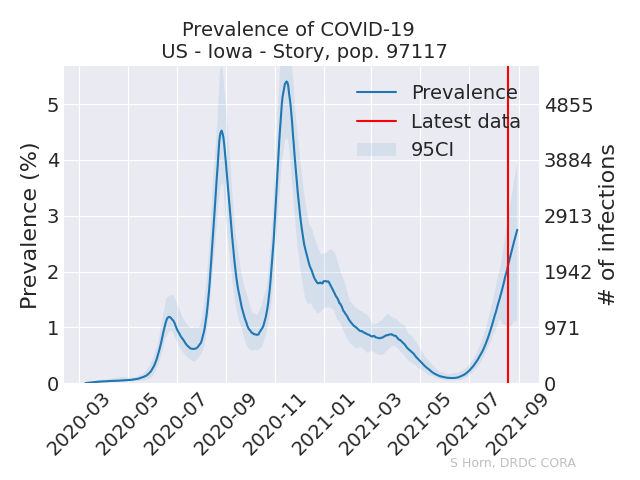 Prevalence of COVID-19
US - Iowa - Story, pop. 97117
Prevalence
Latest data
95CI
Prevalence (%)
5
4
3
2
1
0
4855
3884
2913
1942
971
0
# of infections
2020-03
2020-05
2020-07
2020-09
2020-11
2021-01
2021-03
2021-05
2021-07
2021-09
S Horn, DRDC CORA